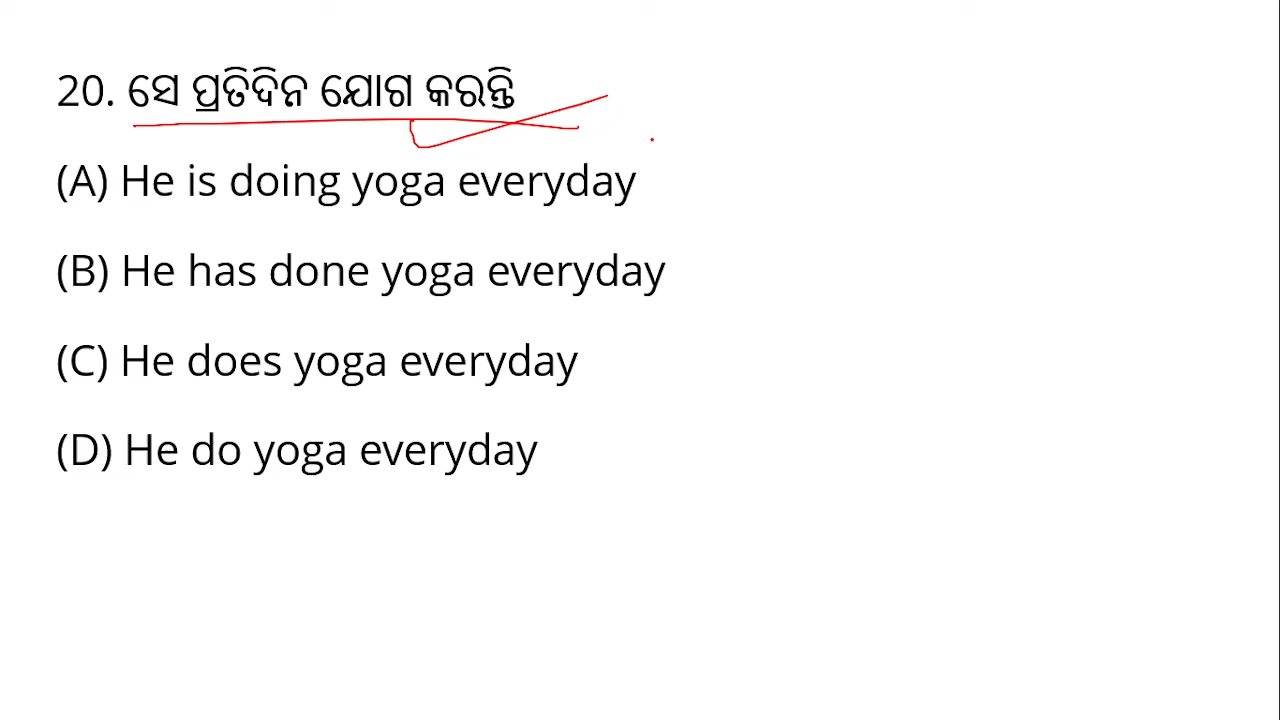 20. ସେ ପ୍ରତିଦିନ ଯୋଗ କରନ୍ତି
(A) He is doing yoga everyday
(B) He has done yoga everyday
(C) He does yoga everyday
(D) He do yoga everyday